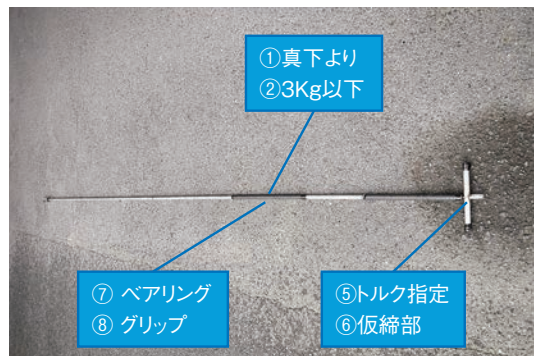 ①真下より
②3Kg以下
⑦ ベアリング
⑧ グリップ
⑤トルク指定
⑥仮締部